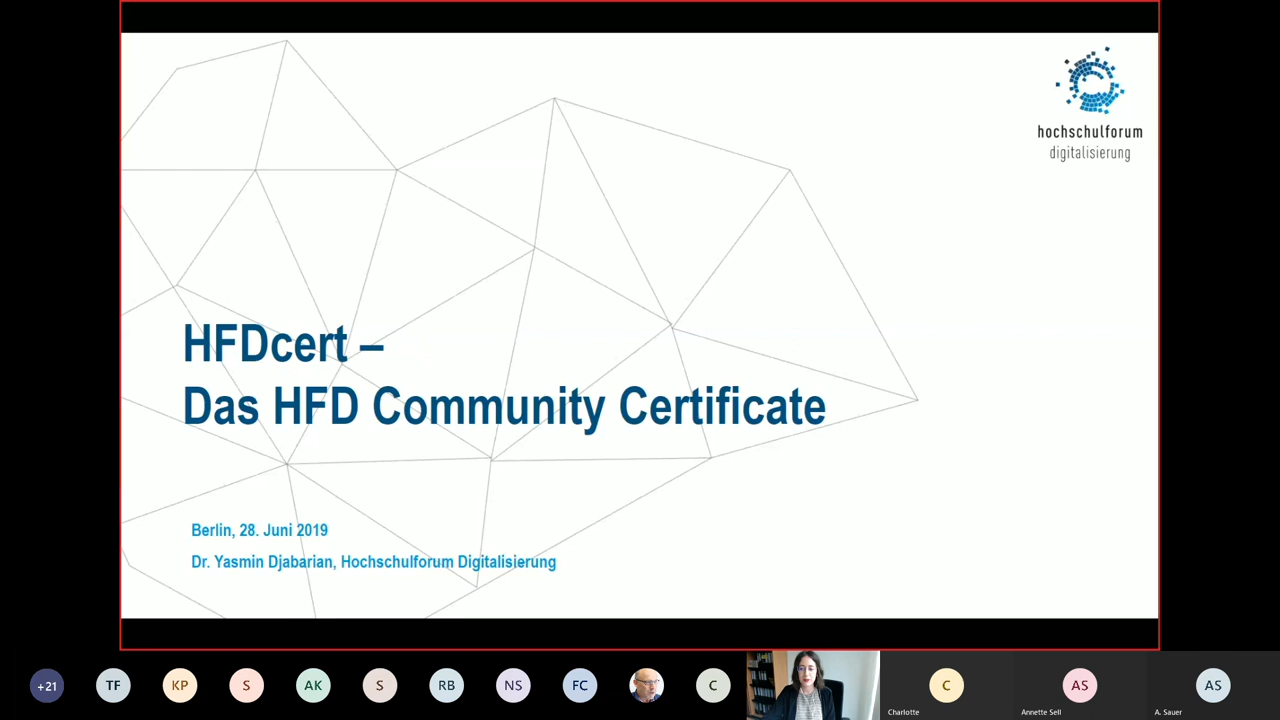 hochschulforum
digitalisierung
HFDcert –
Das HFD Community Certificate
Berlin, 28. Juni 2019
Dr. Yasmin Djabarian, Hochschulforum Digitalisierung
+21
TF
KP
S
AK
S
RB
NS
FC
C
C
AS
AS
Charlotte
Annette Sell
A. Sauer